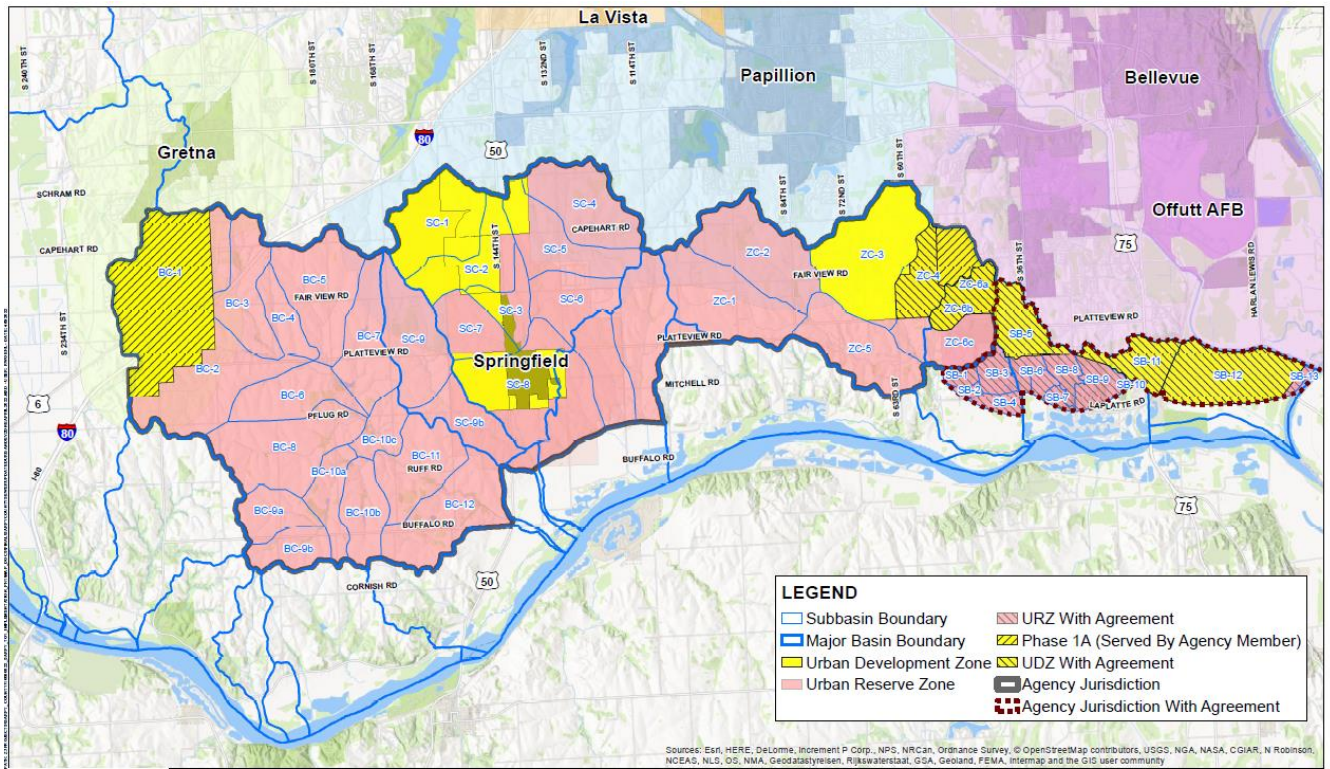 La Vista
S 240TH ST
S 180TH ST
S 168TH ST
S 132ND ST
S 114TH ST
Papillion
Bellevue
80
50
Gretna
S 60TH ST
SCHRAM RD
S 84TH ST
S 72ND ST
Offutt AFB
SC-4
SC-1
CAPEHART RD
CAPEHART RD
S 144TH ST
S 36TH ST
75
HARLAN LEWIS RD
BC-1
SC-5
ZC-2
ZC-3
SC-2
BC-5
FAIR VIEW RD
ZC-4
ZC-6a
FAIR VIEW RD
BC-3
SC-6
ZC-1
BC-4
SC-3
ZC-6b
S 234TH ST
BC-7
SC-9
SC-7
PLATTEVIEW RD
PLATTEVIEW RD
SB-5
PLATTEVIEW RD
ZC-5
ZC-6c
BC-2
Springfield
SB-11
SC-8
MITCHELL RD
SB-1
SB-3
SB-6
SB-8
SB-9
SB-10
SB-12
SB-13
S 63RD ST
SB-2
SB-7
SB-4
LAPLATTE RD
6
BC-6
PFLUG RD
80
SC-9b
BC-10c
BC-8
BC-11
BUFFALO RD
I-80
BC-10a
RUFF RD
BC-9a
BC-10b
BC-12
BUFFALO RD
75
BC-9b
CORNISH RD
50
LEGEND
Subbasin Boundary
Major Basin Boundary
Urban Development Zone
Urban Reserve Zone
URZ With Agreement
Phase 1A (Served By Agency Member)
UDZ With Agreement
Agency Jurisdiction
Agency Jurisdiction With Agreement
Sources: Esri, HERE, DeLorme, Increment P Corp., NPS, NRCan, Ordnance Survey, © OpenStreetMap contributors, USGS, NGA, NASA, CGIAR, N Robinson,
NCEAS, NLS, OS, NMA, Geodatastyrelsen, Rijkswaterstaat, GSA, Geoland, FEMA, Intermap and the GIS user community